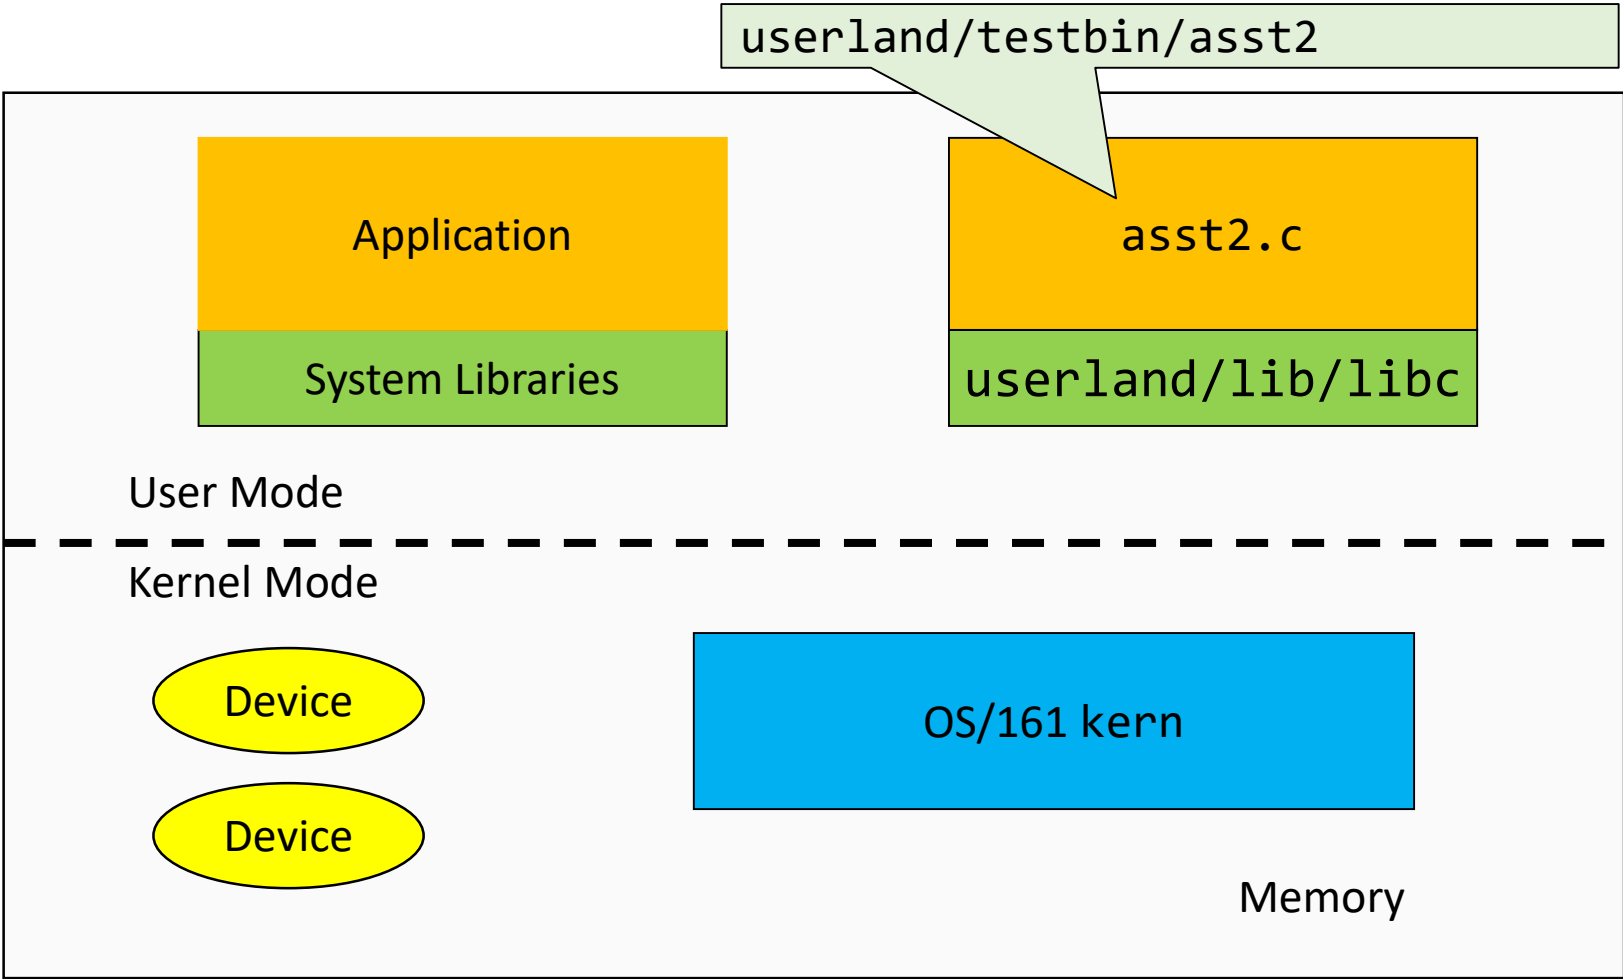 userland/testbin/asst2
Application
asst2.c
System Libraries
userland/lib/libc
User Mode
Kernel Mode
Device
OS/161 kern
Device
Memory